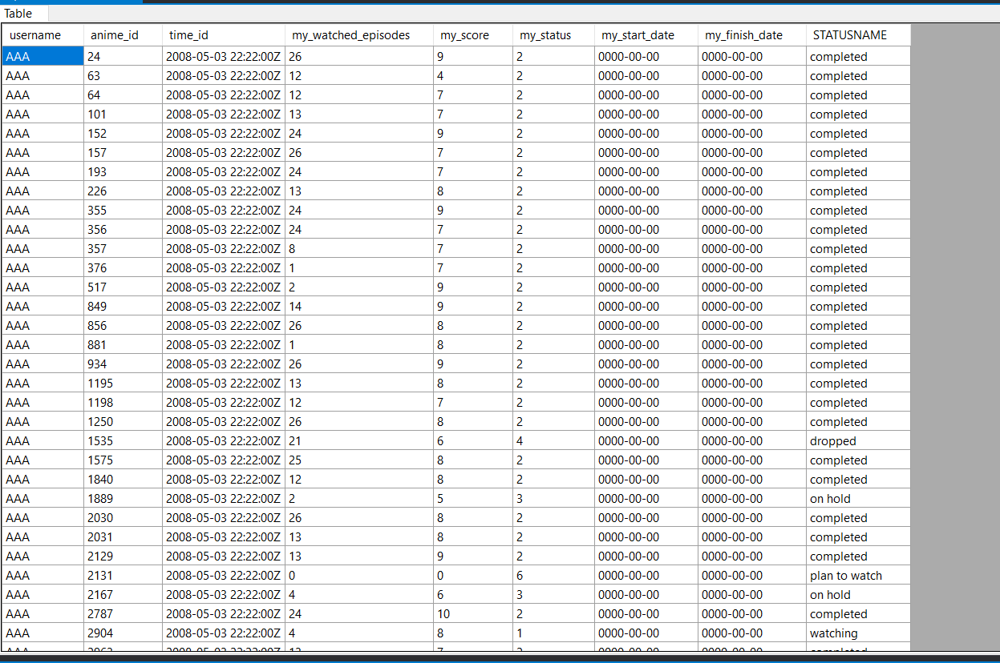 Table
username anime_id time_id my_watched_episodes my_score my_status my_start_date my_finish_date STATUSNAME
AAA 24 2008-05-03 22:22:00Z 26 9 2 0000-00-00 0000-00-00 completed
AAA 63 2008-05-03 22:22:00Z 12 4 2 0000-00-00 0000-00-00 completed
AAA 64 2008-05-03 22:22:00Z 12 7 2 0000-00-00 0000-00-00 completed
AAA 101 2008-05-03 22:22:00Z 13 7 2 0000-00-00 0000-00-00 completed
AAA 152 2008-05-03 22:22:00Z 24 9 2 0000-00-00 0000-00-00 completed
AAA 157 2008-05-03 22:22:00Z 26 7 2 0000-00-00 0000-00-00 completed
AAA 193 2008-05-03 22:22:00Z 24 7 2 0000-00-00 0000-00-00 completed
AAA 226 2008-05-03 22:22:00Z 13 8 2 0000-00-00 0000-00-00 completed
AAA 355 2008-05-03 22:22:00Z 24 9 2 0000-00-00 0000-00-00 completed
AAA 356 2008-05-03 22:22:00Z 24 7 2 0000-00-00 0000-00-00 completed
AAA 357 2008-05-03 22:22:00Z 8 7 2 0000-00-00 0000-00-00 completed
AAA 376 2008-05-03 22:22:00Z 1 7 2 0000-00-00 0000-00-00 completed
AAA 517 2008-05-03 22:22:00Z 2 9 2 0000-00-00 0000-00-00 completed
AAA 849 2008-05-03 22:22:00Z 14 9 2 0000-00-00 0000-00-00 completed
AAA 856 2008-05-03 22:22:00Z 26 8 2 0000-00-00 0000-00-00 completed
AAA 881 2008-05-03 22:22:00Z 1 8 2 0000-00-00 0000-00-00 completed
AAA 934 2008-05-03 22:22:00Z 26 9 2 0000-00-00 0000-00-00 completed
AAA 1195 2008-05-03 22:22:00Z 13 8 2 0000-00-00 0000-00-00 completed
AAA 1198 2008-05-03 22:22:00Z 12 7 2 0000-00-00 0000-00-00 completed
AAA 1250 2008-05-03 22:22:00Z 26 8 2 0000-00-00 0000-00-00 completed
AAA 1535 2008-05-03 22:22:00Z 21 6 4 0000-00-00 0000-00-00 dropped
AAA 1575 2008-05-03 22:22:00Z 25 8 2 0000-00-00 0000-00-00 completed
AAA 1840 2008-05-03 22:22:00Z 12 8 2 0000-00-00 0000-00-00 completed
AAA 1889 2008-05-03 22:22:00Z 2 5 3 0000-00-00 0000-00-00 on hold
AAA 2030 2008-05-03 22:22:00Z 26 8 2 0000-00-00 0000-00-00 completed
AAA 2031 2008-05-03 22:22:00Z 13 8 2 0000-00-00 0000-00-00 completed
AAA 2129 2008-05-03 22:22:00Z 13 9 2 0000-00-00 0000-00-00 completed
AAA 2131 2008-05-03 22:22:00Z 0 0 6 0000-00-00 0000-00-00 plan to watch
AAA 2167 2008-05-03 22:22:00Z 4 6 3 0000-00-00 0000-00-00 on hold
AAA 2787 2008-05-03 22:22:00Z 24 10 2 0000-00-00 0000-00-00 completed
AAA 2904 2008-05-03 22:22:00Z 4 8 1 0000-00-00 0000-00-00 watching